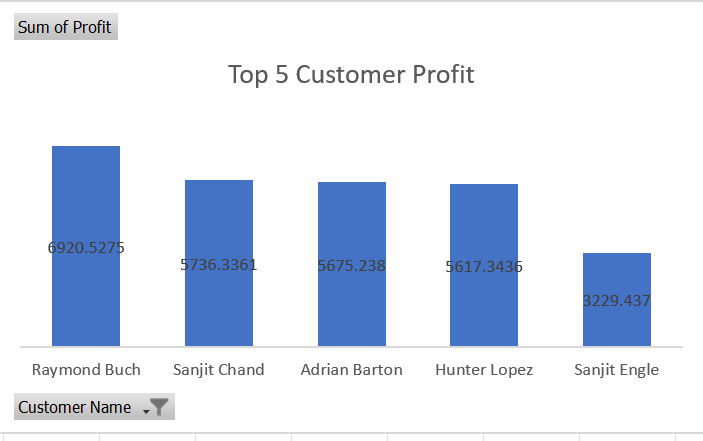 Sum of Profit
Top 5 Customer Profit
6920.5275
5736.3361
5675.238
5617.3436
3229.437
Raymond Buch
Sanjit Chand
Adrian Barton
Hunter Lopez
Sanjit Engle
Customer Name